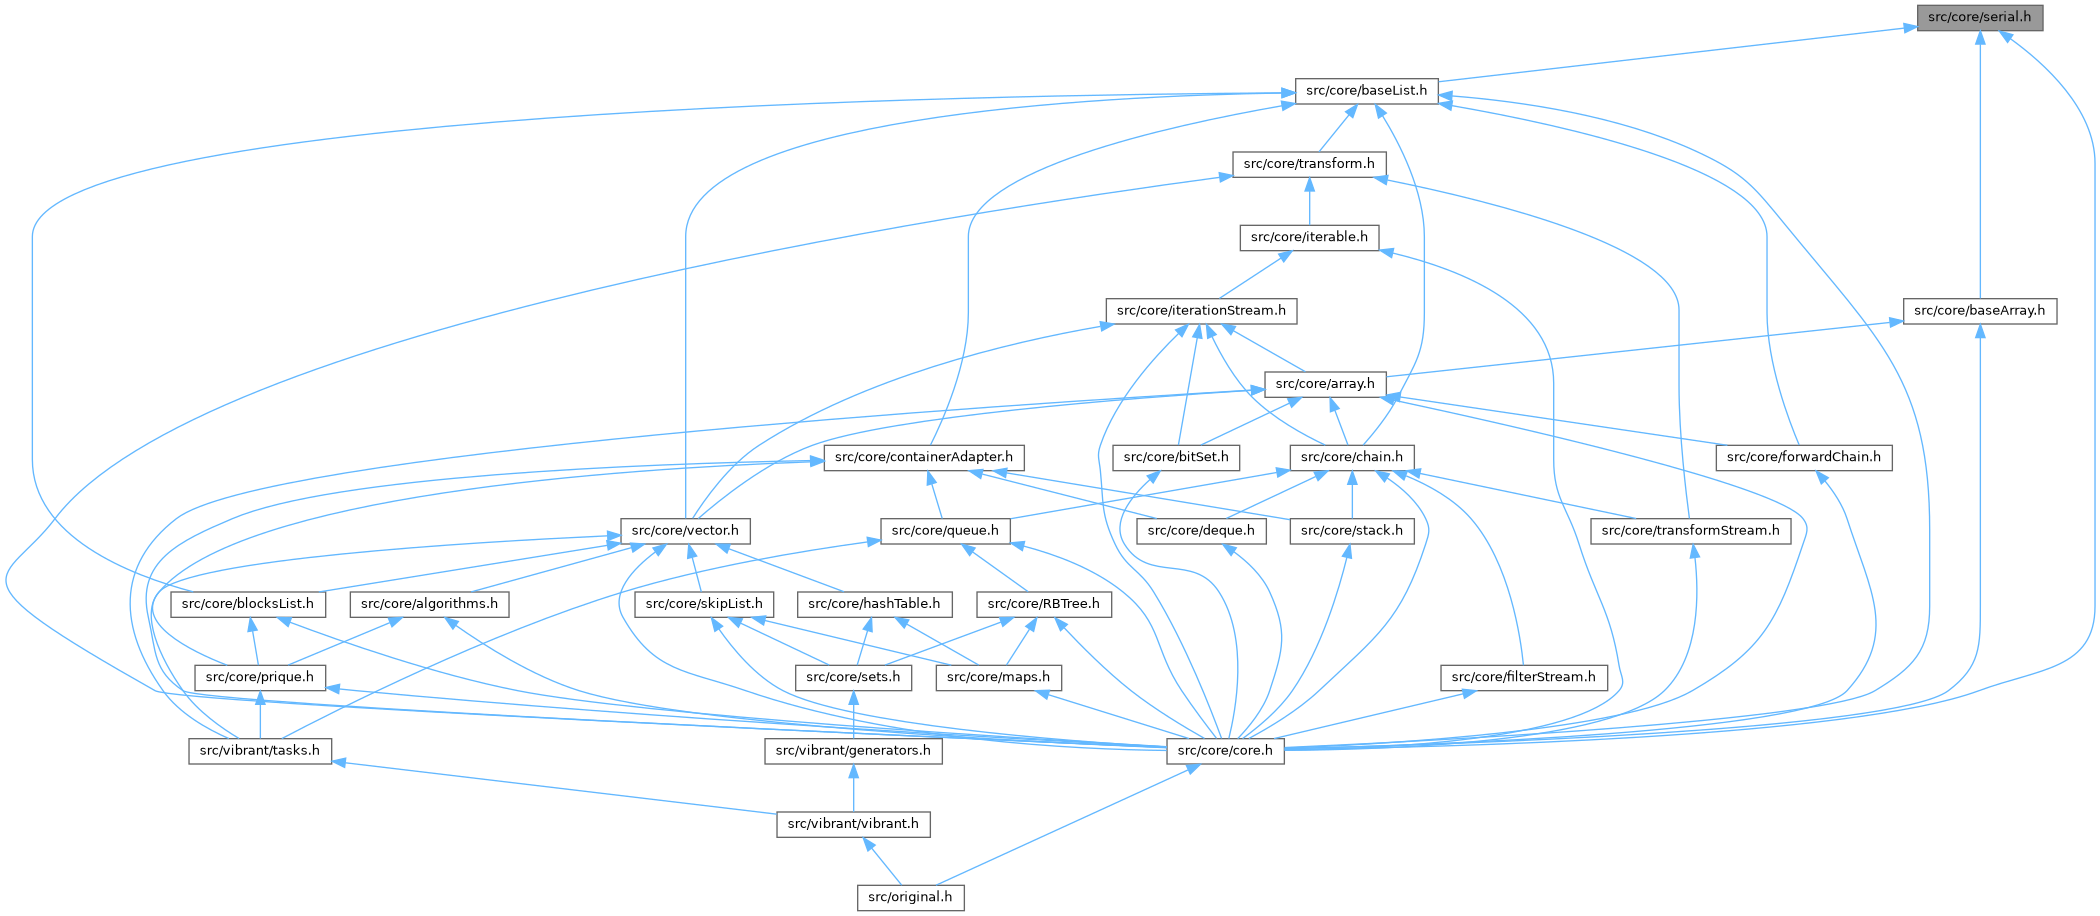 src/core/serial.h
src/core/baseList.h
src/core/transform.h
src/core/iterable.h
src/core/iterationStream.h
src/core/baseArray.h
src/core/array.h
src/core/containerAdapter.h
src/core/bitSet.h
src/core/chain.h
src/core/forwardChain.h
src/core/vector.h
src/core/queue.h
src/core/deque.h
src/core/stack.h
src/core/transformStream.h
src/core/blocksList.h
src/core/algorithms.h
src/core/skipList.h
src/core/hashTable.h
src/core/RBTree.h
src/core/prique.h
src/core/sets.h
src/core/maps.h
src/core/filterStream.h
src/vibrant/tasks.h
src/vibrant/generators.h
src/core/core.h
src/vibrant/vibrant.h
src/original.h